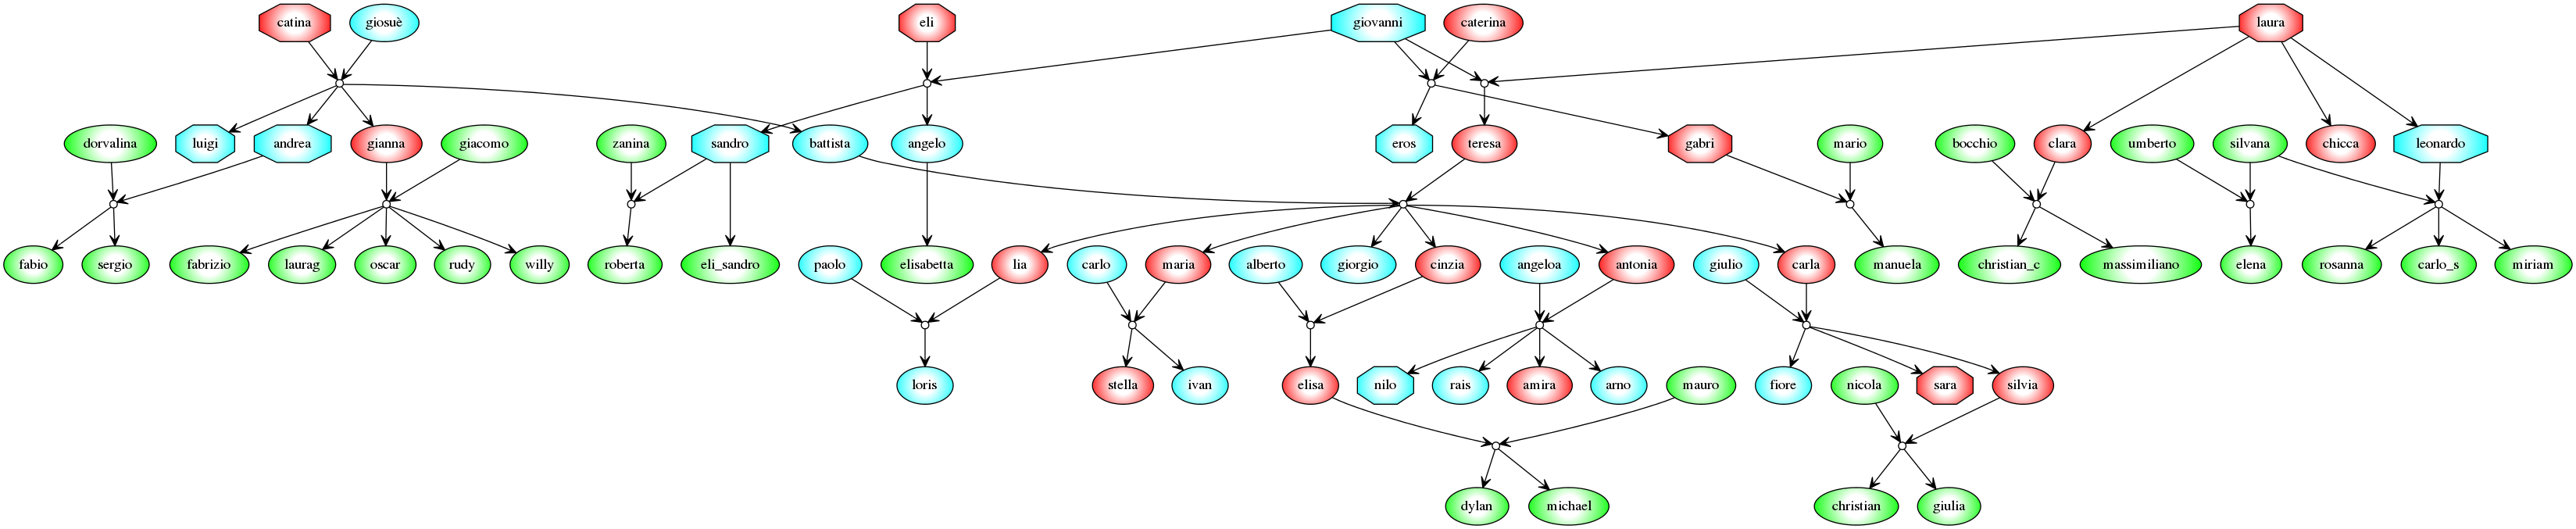 catina giosuè eli giovanni caterina laura
dorvalina luigi andrea gianna giacomo zanina sandro battista angelo eros teresa gabri mario bocchio clara umberto silvana chicca leonardo
fabio sergio fabrizio laurag oscar rudy willy roberta eli_sandro paolo elisabetta lia carlo maria alberto giorgio cinzia angeloa antonia giulio carla manuela christian_c massimiliano elena rosanna carlo_s miriam
loris stella ivan elisa nilo rais amira arno mauro fiore nicola sara silvia
dylan michael christian giulia